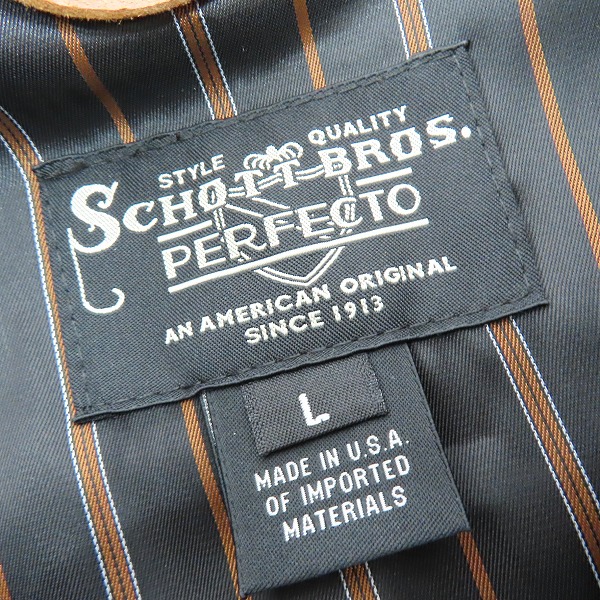 STYLE QUALITY
SCHOTT BROS.
PERFECTO
AN AMERICAN ORIGINAL
SINCE 1913
L
MADE IN U.S.A.
OF IMPORTED
MATERIALS